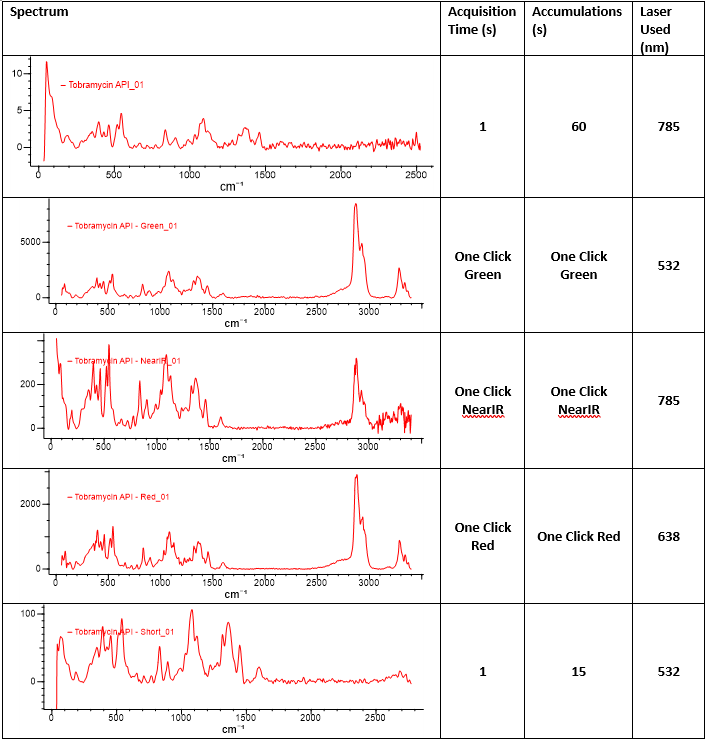 Spectrum
Acquisition
Time (s)
Accumulations
(s)
Laser
Used
(nm)
10
5
0
Tobramycin API_01
0 500 1000 1500 2000 2500
cm⁻¹
1
60
785
5000
0
Tobramycin API - Green_01
0 500 1000 1500 2000 2500 3000
cm⁻¹
One Click
Green
One Click
Green
532
200
0
Tobramycin API - NearIR_01
0 500 1000 1500 2000 2500 3000
cm⁻¹
One Click
NearIR
One Click
NearIR
785
2000
0
Tobramycin API - Red_01
0 500 1000 1500 2000 2500 3000
cm⁻¹
One Click
Red
One Click Red
638
100
0
Tobramycin API - Short_01
0 500 1000 1500 2000 2500
cm⁻¹
1
15
532